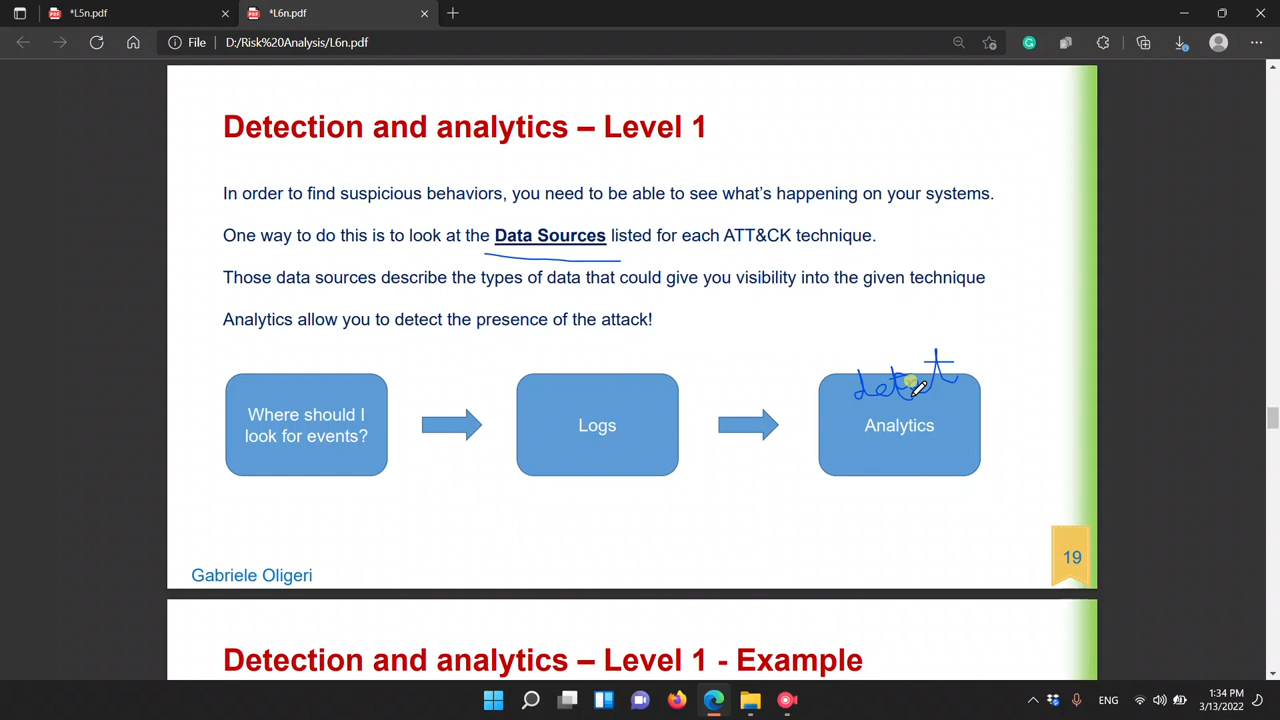 *L5n.pdf
*L6n.pdf
File
D:/Risk%20Analysis/L6n.pdf
Detection and analytics – Level 1
In order to find suspicious behaviors, you need to be able to see what's happening on your systems.
One way to do this is to look at the Data Sources listed for each ATT&CK technique.
Those data sources describe the types of data that could give you visibility into the given technique
Analytics allow you to detect the presence of the attack!
Where should I
look for events?
Logs
Analytics
19
Gabriele Oligeri
Detection and analytics – Level 1 - Example
ENG
1:34 PM
3/13/2022